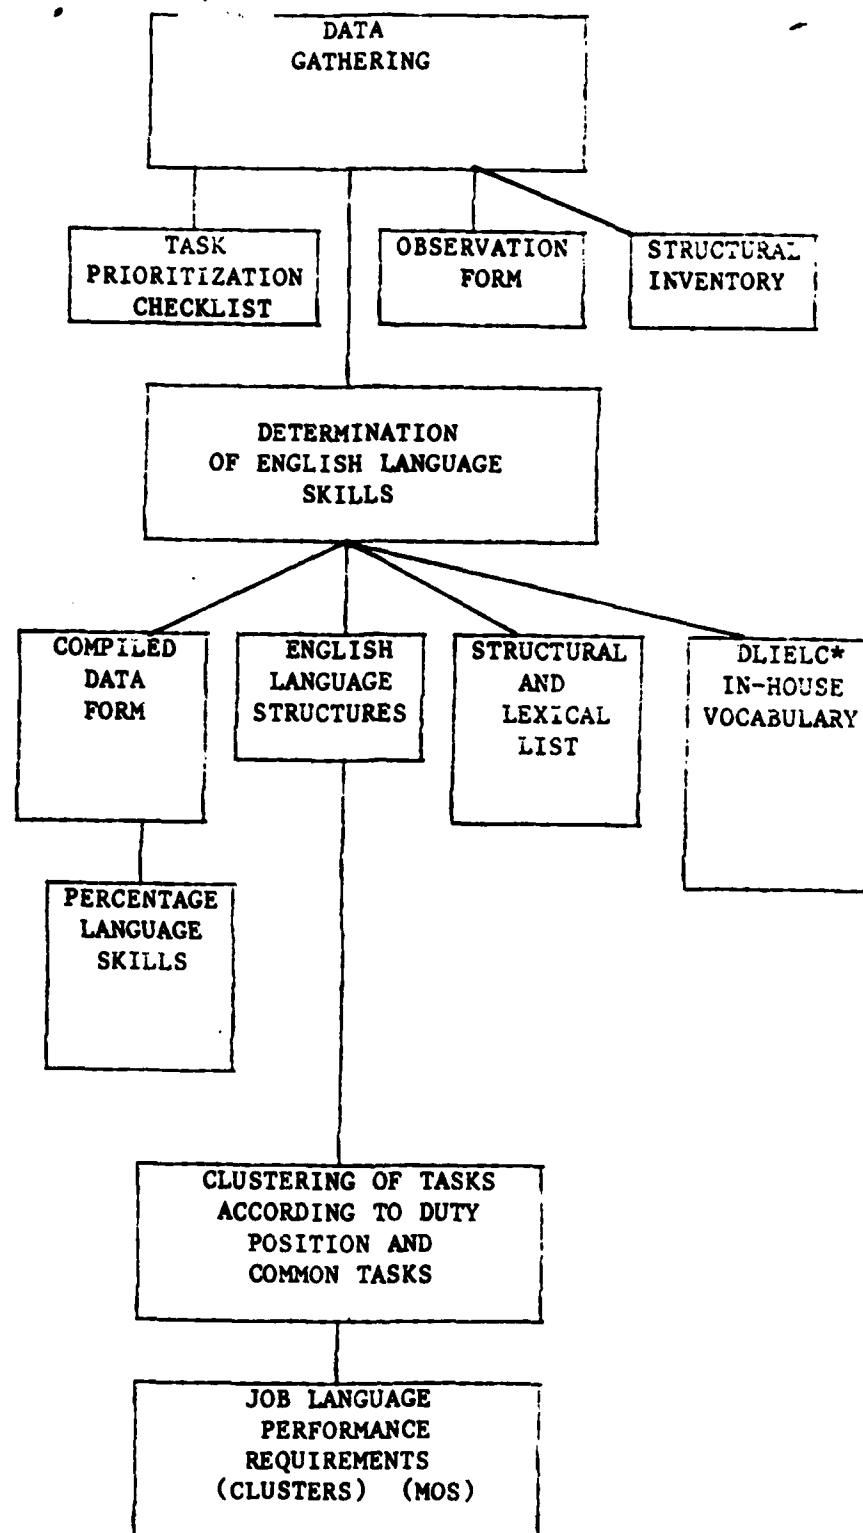 DATA
GATHERING
TASK
PRIORITIZATION
CHECKLIST
OBSERVATION
FORM
STRUCTURAL
INVENTORY
DETERMINATION
OF ENGLISH LANGUAGE
SKILLS
COMPILED
DATA
FORM
ENGLISH
LANGUAGE
STRUCTURES
STRUCTURAL
AND
LEXICAL
LIST
DLIELC*
IN-HOUSE
VOCABULARY
PERCENTAGE
LANGUAGE
SKILLS
CLUSTERING OF TASKS
ACCORDING TO DUTY
POSITION AND
COMMON TASKS
JOB LANGUAGE
PERFORMANCE
REQUIREMENTS
(CLUSTERS) (MOS)